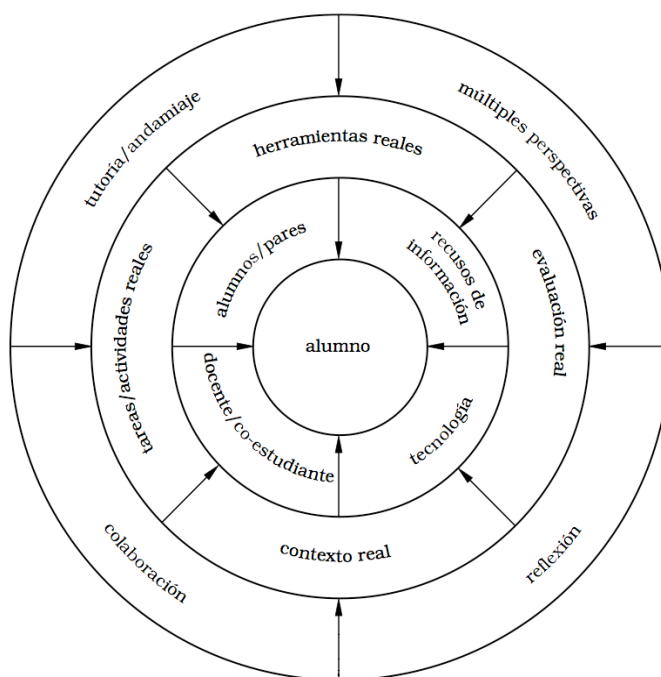 tutoría/andamiaje
múltiples perspectivas
herramientas reales
alumnos/pares
recusos de
información
tareas/actividades reales
evaluación real
alumno
docente/co-estudiante
tecnología
contexto real
colaboración
reflexión